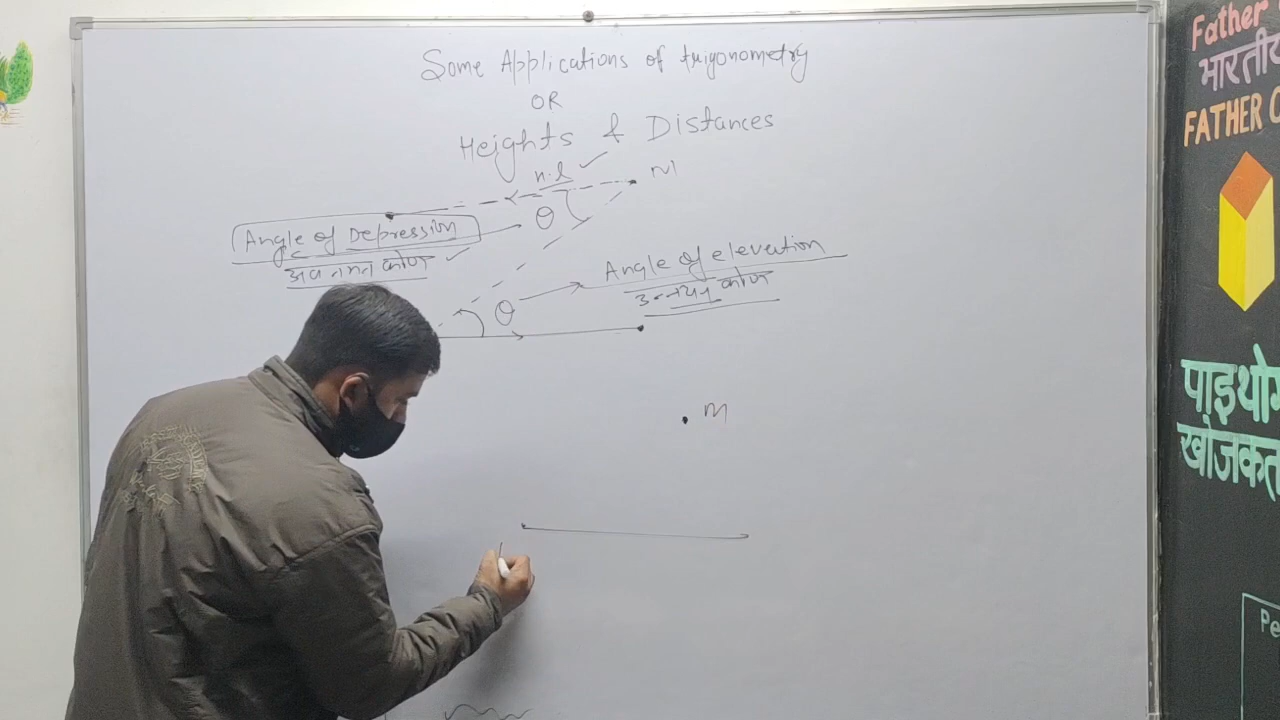 Some Applications of trigonometry
OR
Heights & Distances
n.l
M
θ
Angle of Depression
अवनमन कोण
Angle of elevation
उन्नयन कोण
θ
M
Father
भारतीय
FATHER O
पाइथो
खोजकर्ता
Pe